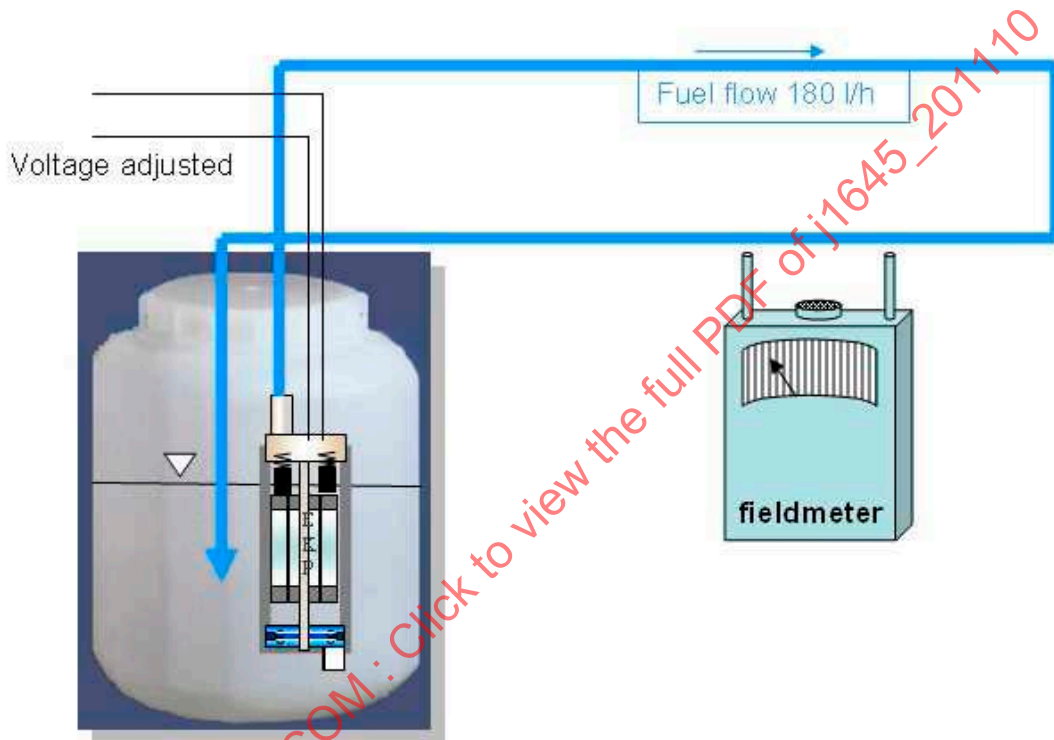 Fuel flow 180 l/h
Voltage adjusted
EKP
fieldmeter
COM : Click to view the full PDF of j1645_201110